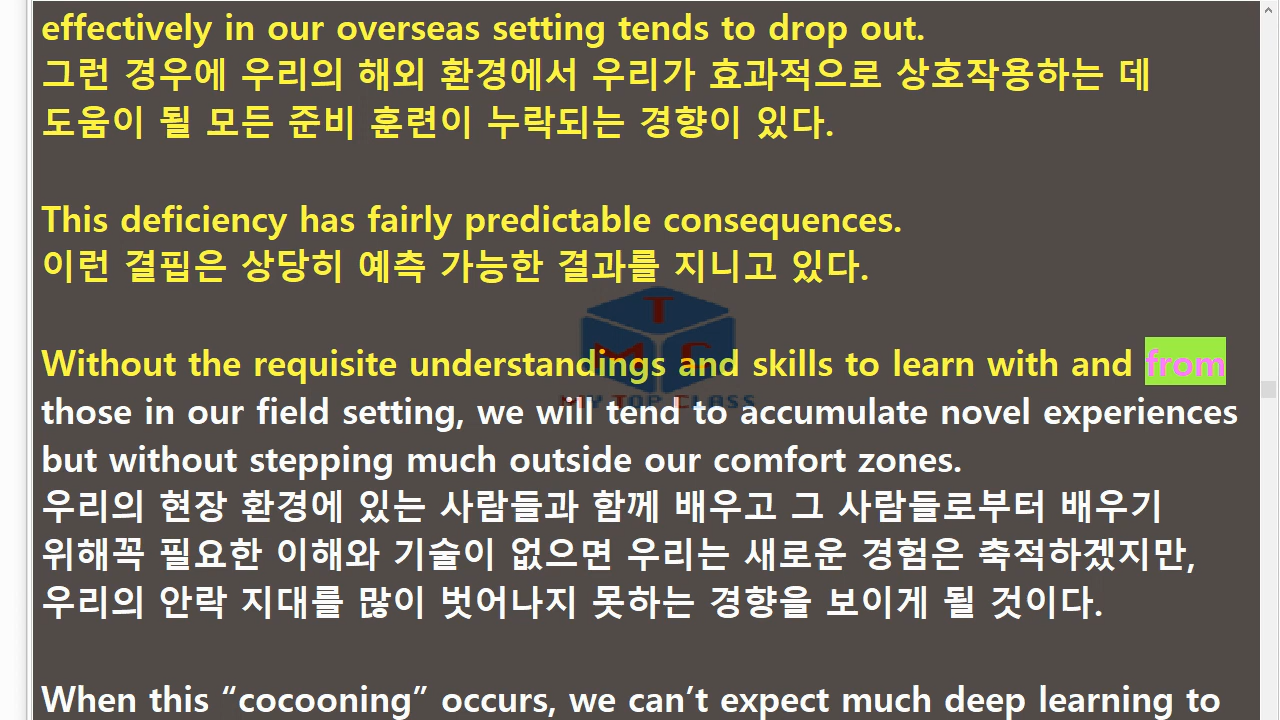 effectively in our overseas setting tends to drop out.
그런 경우에 우리의 해외 환경에서 우리가 효과적으로 상호작용하는 데
도움이 될 모든 준비 훈련이 누락되는 경향이 있다.
This deficiency has fairly predictable consequences.
이런 결핍은 상당히 예측 가능한 결과를 지니고 있다.
Without the requisite understandings and skills to learn with and from
those in our field setting, we will tend to accumulate novel experiences
but without stepping much outside our comfort zones.
우리의 현장 환경에 있는 사람들과 함께 배우고 그 사람들로부터 배우기
위해꼭 필요한 이해와 기술이 없으면 우리는 새로운 경험은 축적하겠지만,
우리의 안락 지대를 많이 벗어나지 못하는 경향을 보이게 될 것이다.
When this “cocooning” occurs, we can’t expect much deep learning to
T
M C
MY TOP CLASS